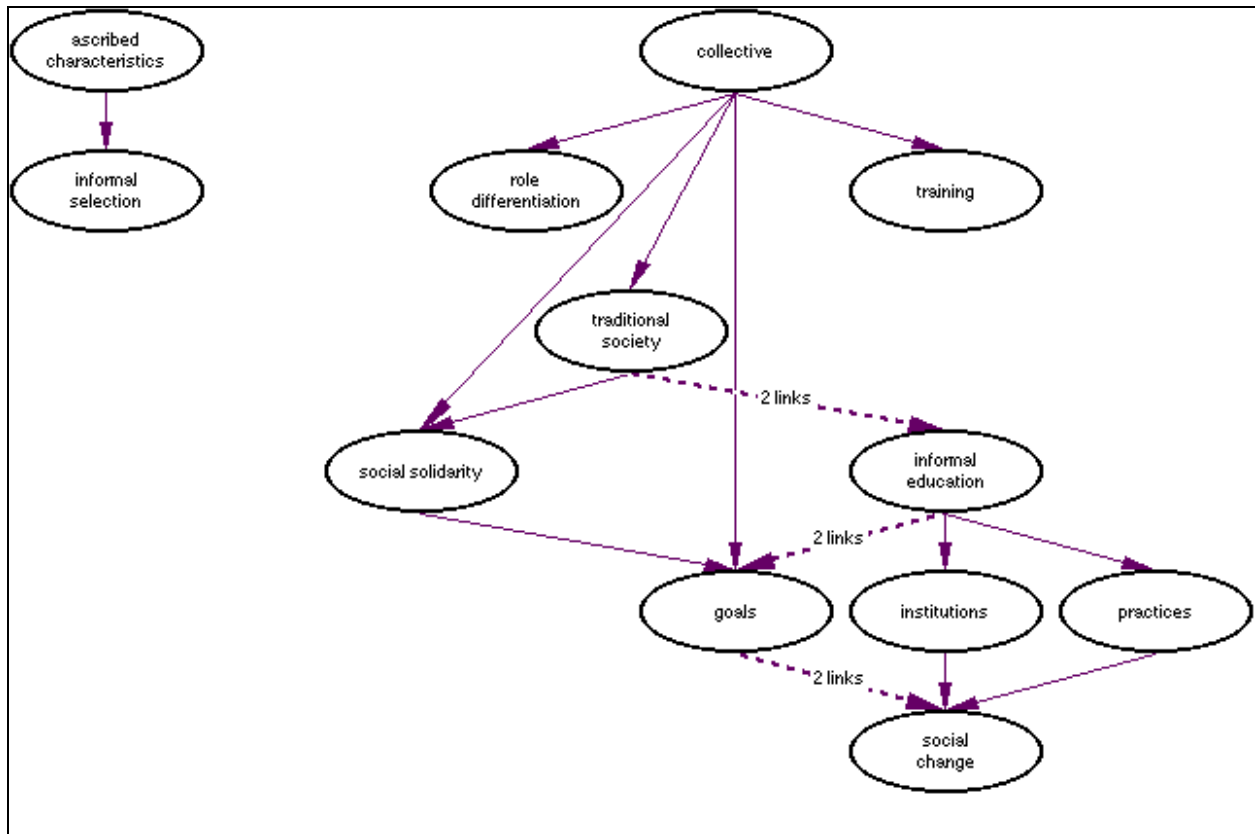 ascribed
characteristics
collective
informal
selection
role
differentiation
training
traditional
society
2 links
social solidarity
informal
education
2 links
goals
institutions
practices
2 links
social
change